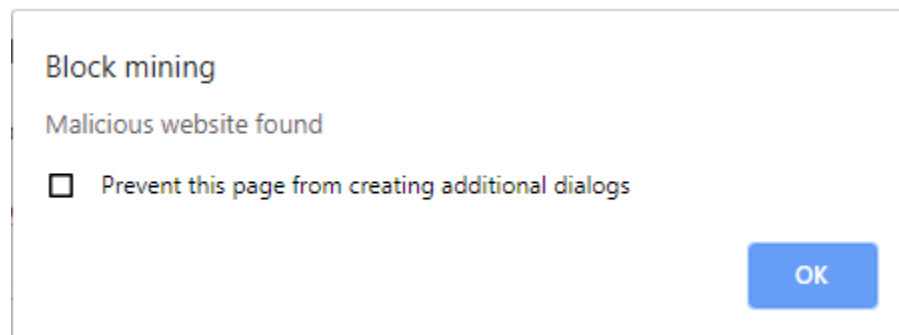 Block mining
Malicious website found
Prevent this page from creating additional dialogs
OK